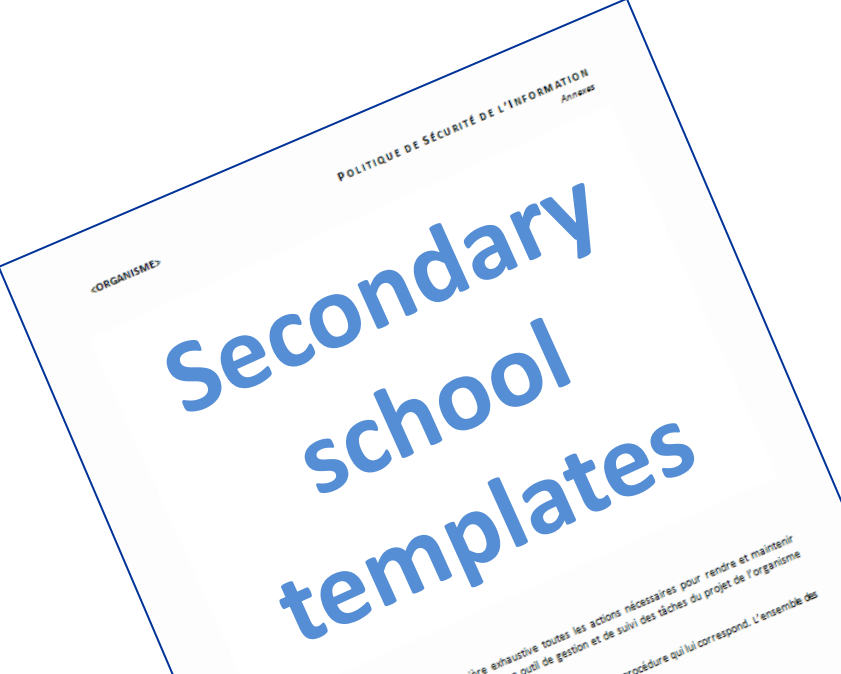 POLITIQUE DE SÉCURITÉ DE L'INFORMATION
Annexes
<ORGANISME>
Secondary
school
templates
exhaustive toutes les actions nécessaires pour rendre et maintenir
outil de gestion et de suivi des tâches du projet de l'organisme
procédure qui lui correspond. L'ensemble des